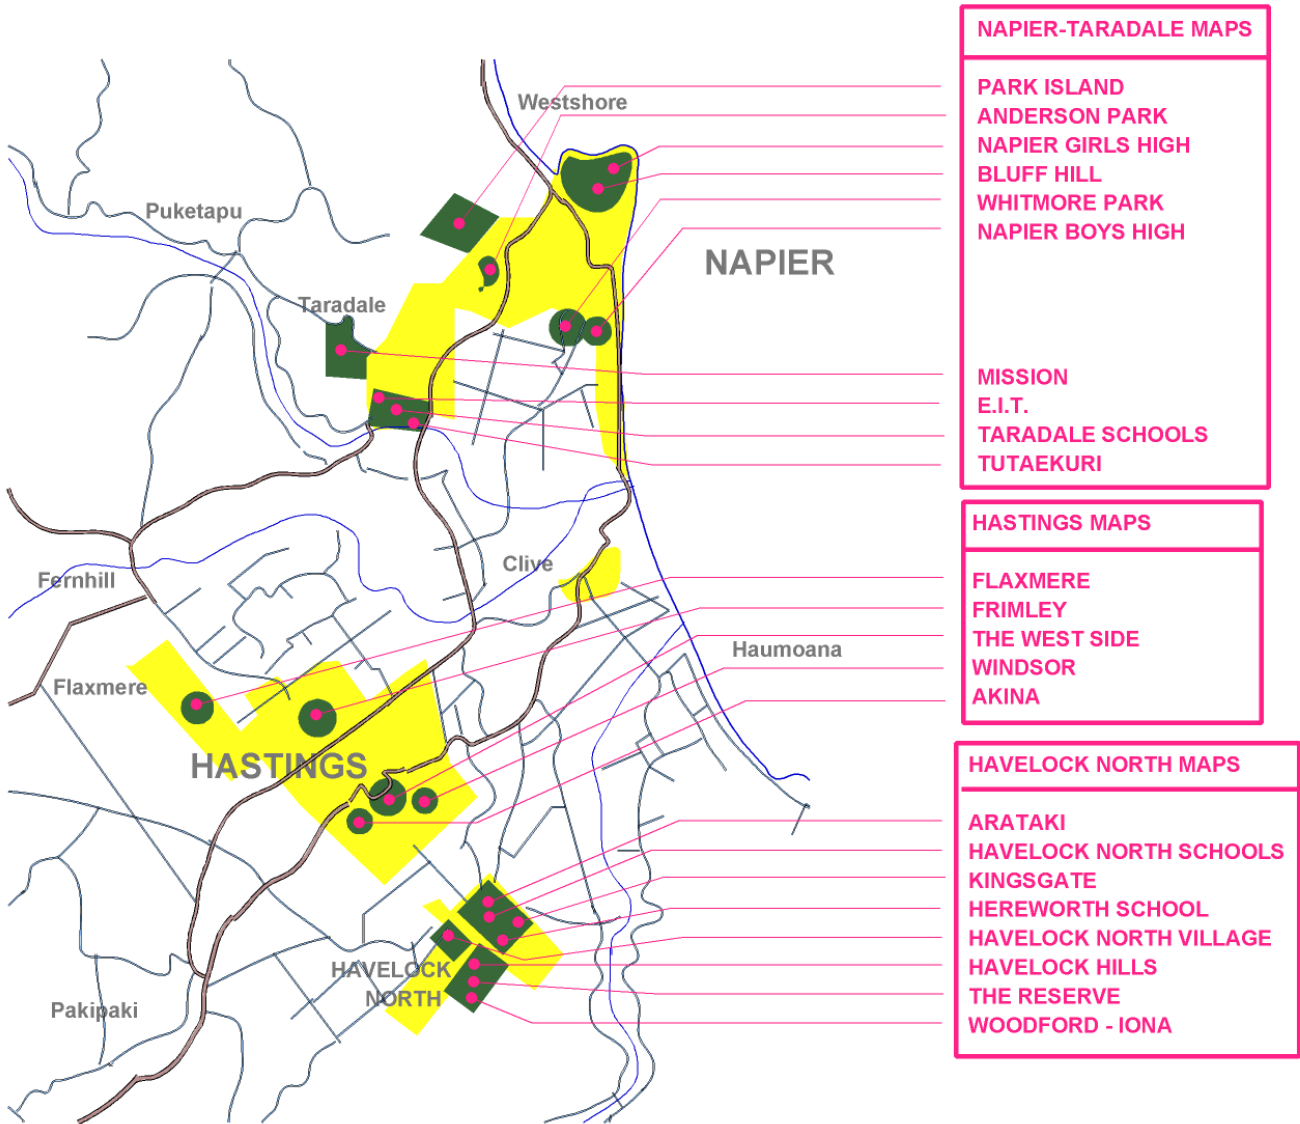 NAPIER-TARADALE MAPS
PARK ISLAND
ANDERSON PARK
NAPIER GIRLS HIGH
BLUFF HILL
WHITMORE PARK
NAPIER BOYS HIGH
MISSION
E.I.T.
TARADALE SCHOOLS
TUTAEKURI
HASTINGS MAPS
FLAXMERE
FRIMLEY
THE WEST SIDE
WINDSOR
AKINA
HAVELOCK NORTH MAPS
ARATAKI
HAVELOCK NORTH SCHOOLS
KINGSGATE
HEREWORTH SCHOOL
HAVELOCK NORTH VILLAGE
HAVELOCK HILLS
THE RESERVE
WOODFORD - IONA
Westshore
Puketapu
NAPIER
Taradale
Clive
Fernhill
Haumoana
Flaxmere
HASTINGS
HAVELOCK
NORTH
Pakipaki